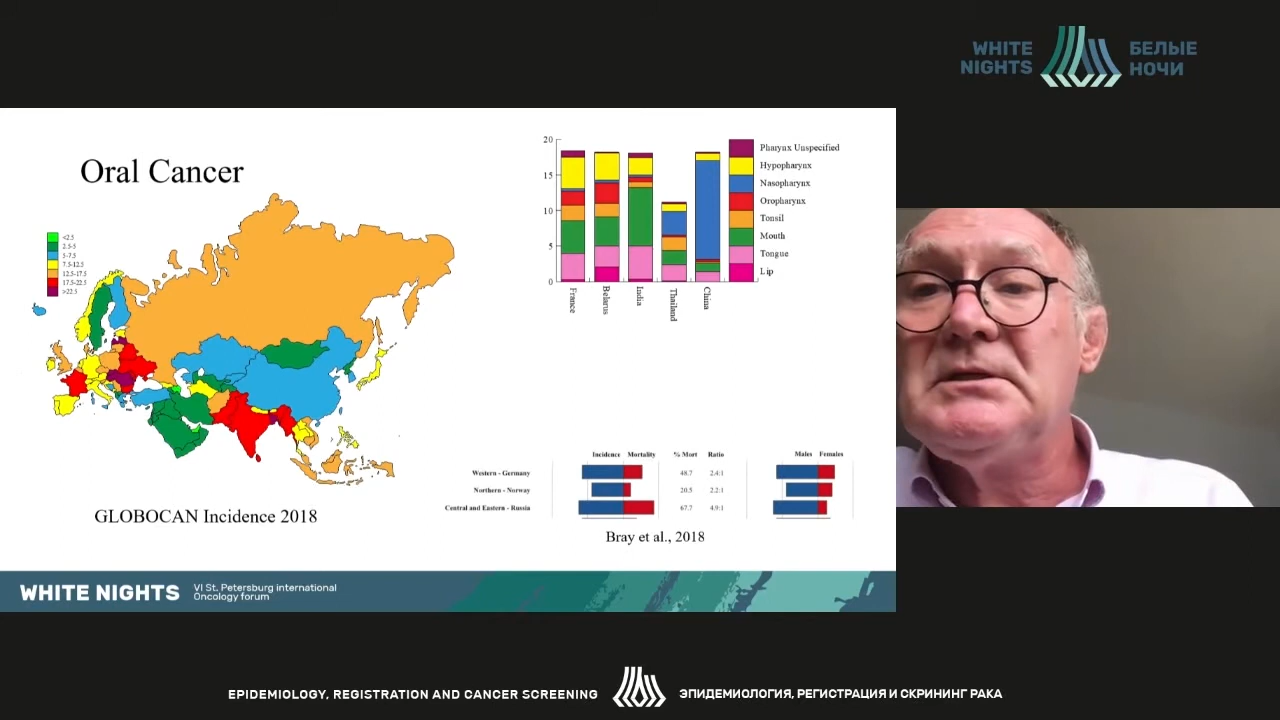 WHITE
NIGHTS
БЕЛЫЕ
НОЧИ
Oral Cancer
<2.5
2.5-5
5-7.5
7.5-12.5
12.5-17.5
17.5-22.5
>22.5
GLOBOCAN Incidence 2018
20
15
10
5
0
France
Belarus
India
Thailand
China
Pharynx Unspecified
Hypopharynx
Nasopharynx
Oropharynx
Tonsil
Mouth
Tongue
Lip
Incidence Mortality % Mort Ratio Males Females
Western - Germany 48.7 2.4:1
Northern - Norway 20.5 2.2:1
Central and Eastern - Russia 67.7 4.9:1
Bray et al., 2018
WHITE NIGHTS
VI St. Petersburg international
Oncology forum
EPIDEMIOLOGY, REGISTRATION AND CANCER SCREENING
ЭПИДЕМИОЛОГИЯ, РЕГИСТРАЦИЯ И СКРИНИНГ РАКА